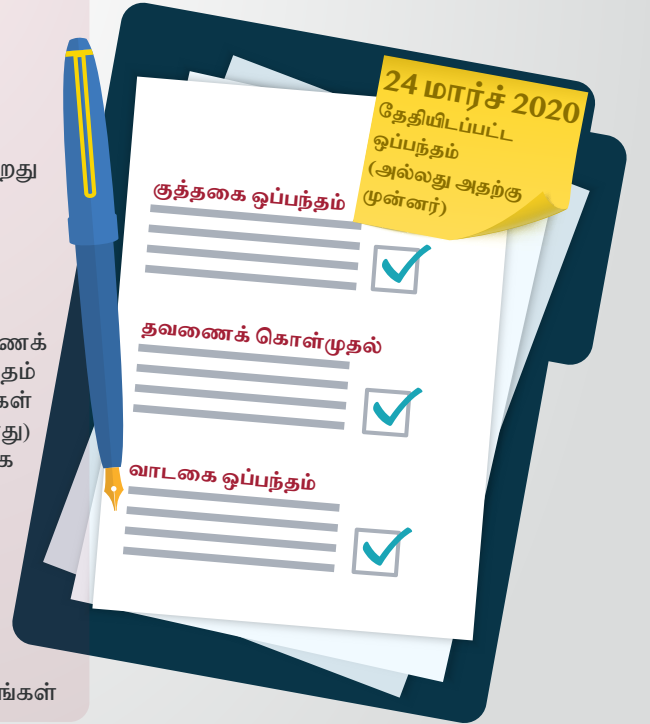 24 மார்ச் 2020
தேதியிடப்பட்ட
ஒப்பந்தம்
(அல்லது அதற்கு
முன்னர்)
குத்தகை ஒப்பந்தம்
தவணைக் கொள்முதல்
வாடகை ஒப்பந்தம்